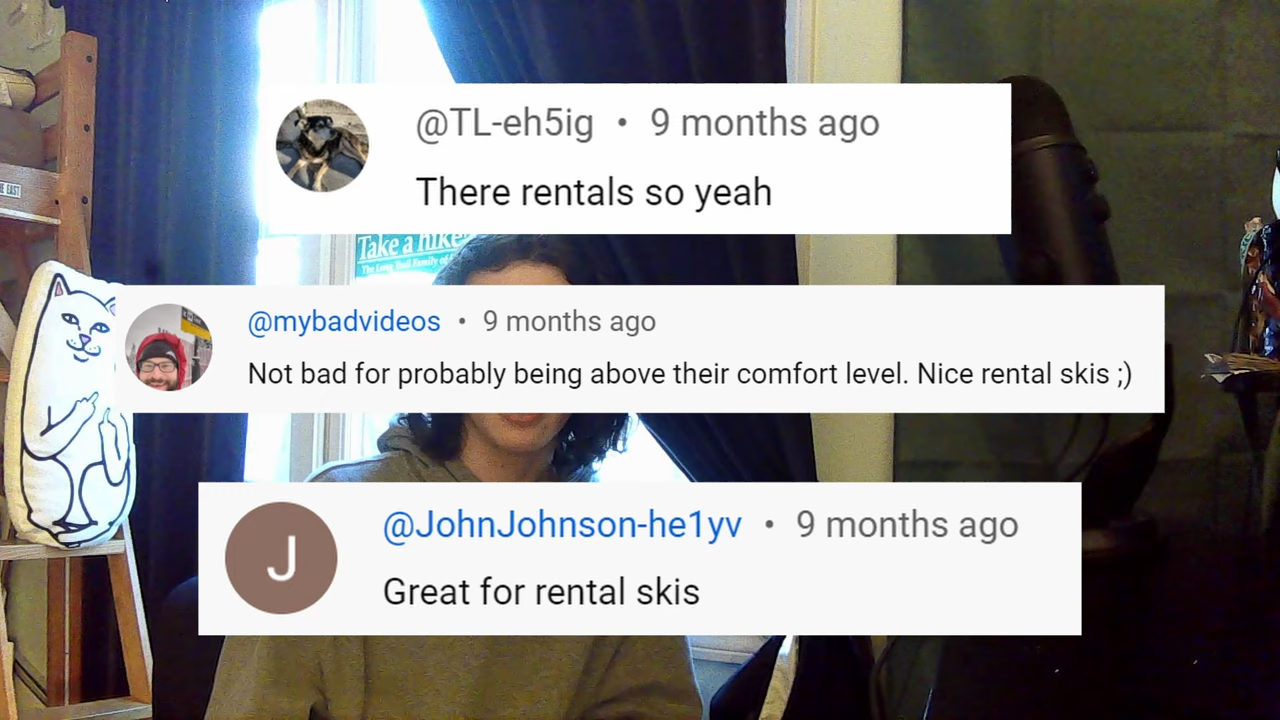 @TL-eh5ig • 9 months ago
There rentals so yeah
Take a hike
@mybadvideos • 9 months ago
Not bad for probably being above their comfort level. Nice rental skis ;)
J
@JohnJohnson-he1yv • 9 months ago
Great for rental skis